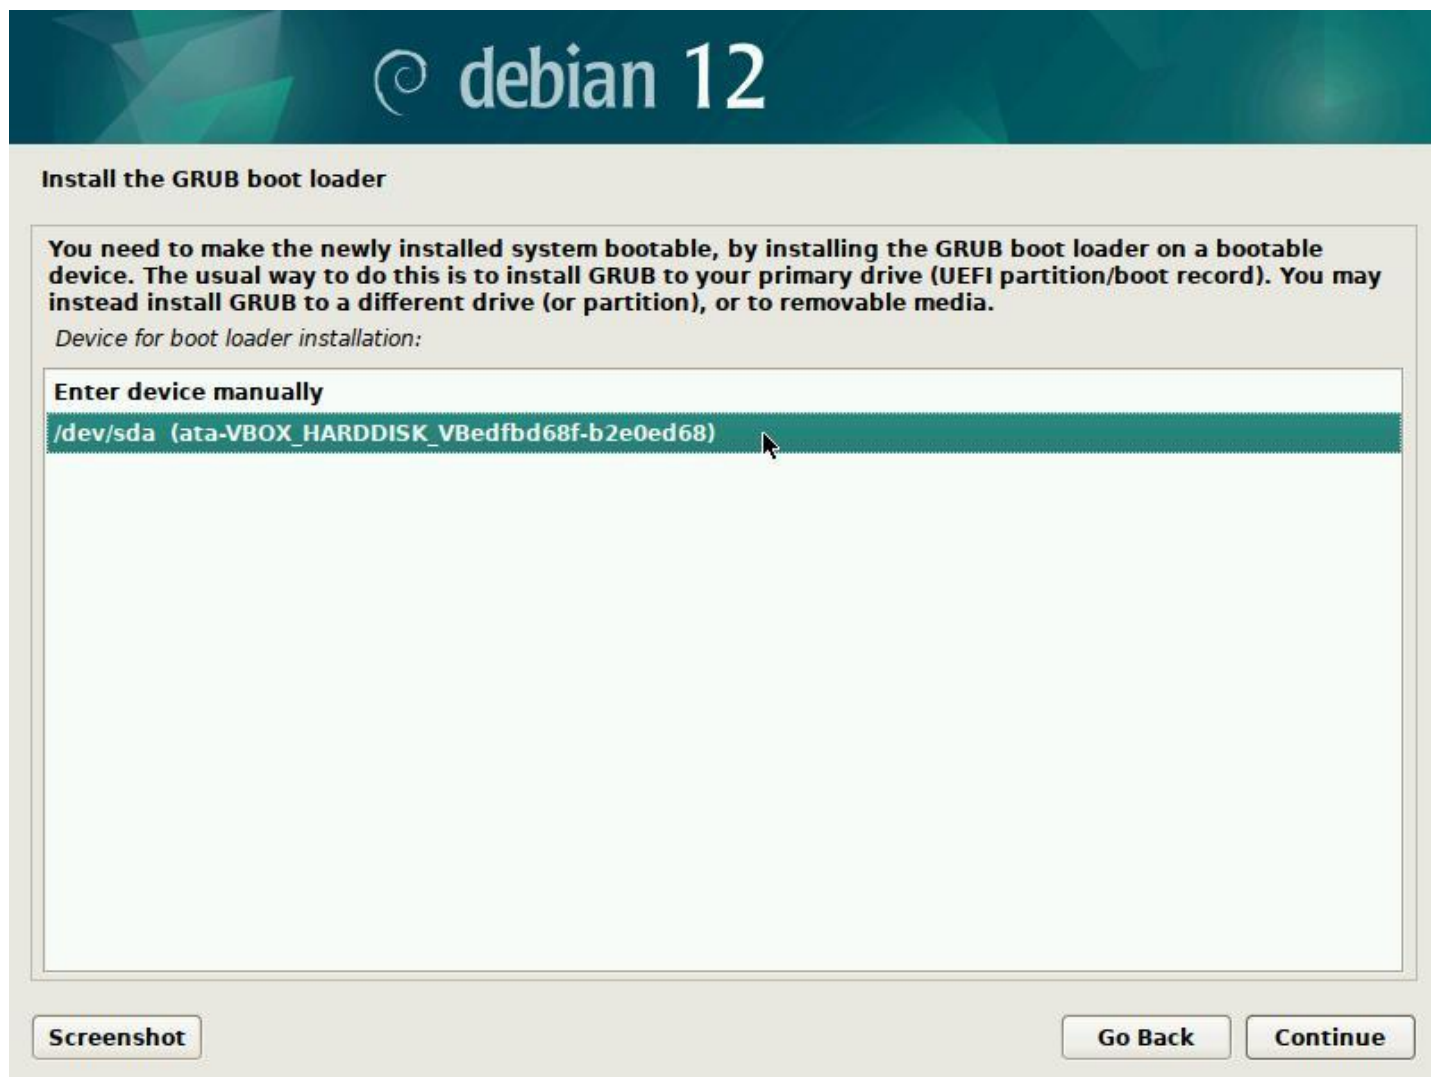 debian 12
Install the GRUB boot loader
You need to make the newly installed system bootable, by installing the GRUB boot loader on a bootable
device. The usual way to do this is to install GRUB to your primary drive (UEFI partition/boot record). You may
instead install GRUB to a different drive (or partition), or to removable media.
Device for boot loader installation:
Enter device manually
/dev/sda (ata-VBOX_HARDDISK_VBedfbd68f-b2e0ed68)
Screenshot
Go Back
Continue